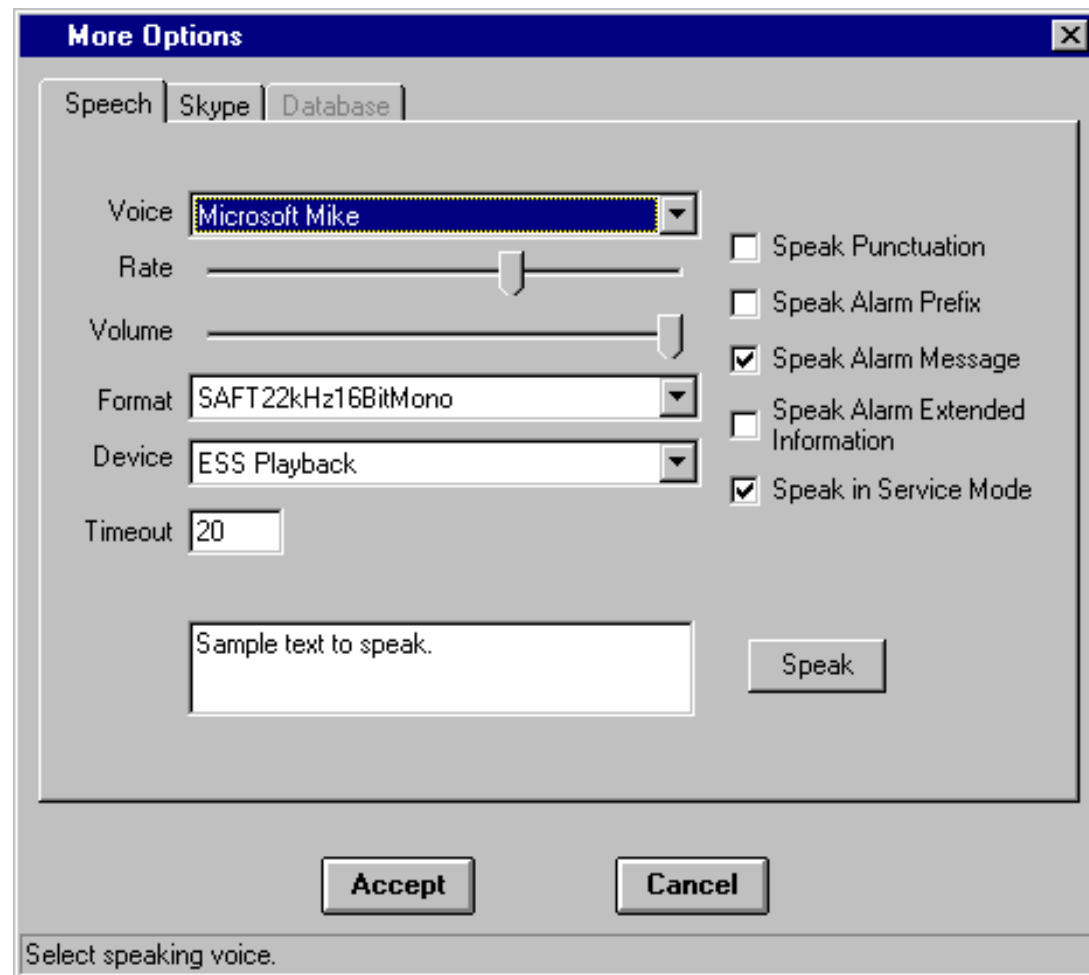 More Options
Speech Skype Database
Voice Microsoft Mike
Rate
Volume
Format SAFT22kHz16BitMono
Device ESS Playback
Timeout 20
Speak Punctuation
Speak Alarm Prefix
Speak Alarm Message
Speak Alarm Extended
Information
Speak in Service Mode
Sample text to speak.
Speak
Accept Cancel
Select speaking voice.